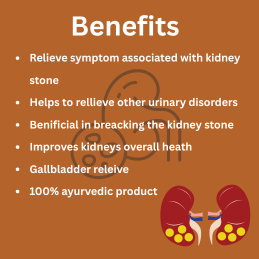 Benefits
• Relieve symptom associated with kidney
stone
• Helps to rellieve other urinary disorders
• Benificial in breacking the kidney stone
• Improves kidneys overall heath
• Gallbladder releive
• 100% ayurvedic product